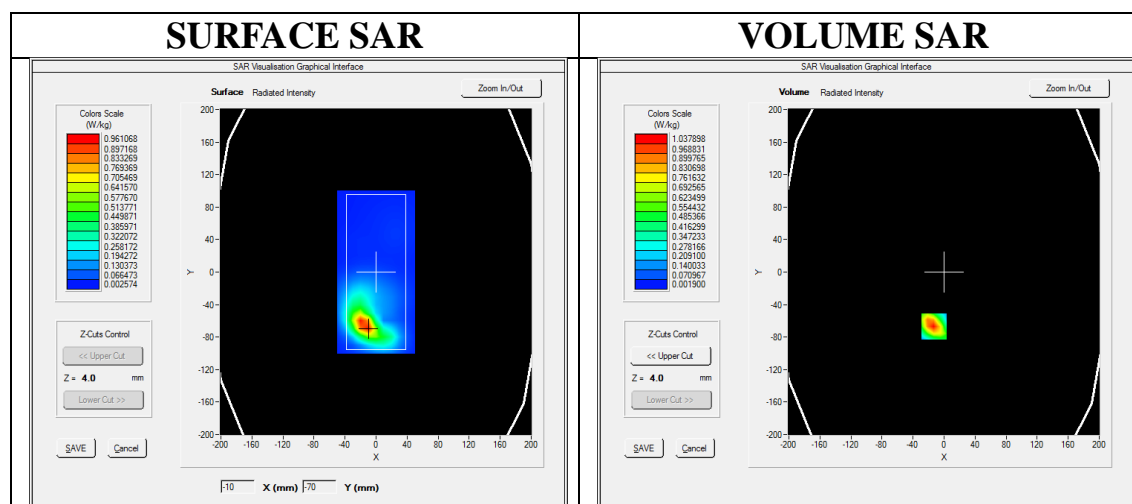 SURFACE SAR
SAR Visualisation Graphical Interface
Surface Radiated Intensity
Zoom In/Out
Colors Scale
(W/kg)
0.961068
0.897168
0.833269
0.769369
0.705469
0.641570
0.577670
0.513771
0.449871
0.385971
0.322072
0.258172
0.194272
0.130373
0.066473
0.002574
200
160
120
80
40
0
-40
-80
-120
-160
-200
Y
-200 -160 -120 -80 -40 0 40 80 120 160 200
X
Z-Cuts Control
<< Upper Cut
Z = 4.0 mm
Lower Cut >>
SAVE Cancel
-10 X (mm) -70 Y (mm)
VOLUME SAR
SAR Visualisation Graphical Interface
Volume Radiated Intensity
Zoom In/Out
Colors Scale
(W/kg)
1.037898
0.968831
0.899765
0.830698
0.761632
0.692565
0.623499
0.554432
0.485366
0.416299
0.347233
0.278166
0.209100
0.140033
0.070967
0.001900
200
160
120
80
40
0
-40
-80
-120
-160
-200
Y
-200 -160 -120 -80 -40 0 40 80 120 160 200
X
Z-Cuts Control
<< Upper Cut
Z = 4.0 mm
Lower Cut >>
SAVE Cancel